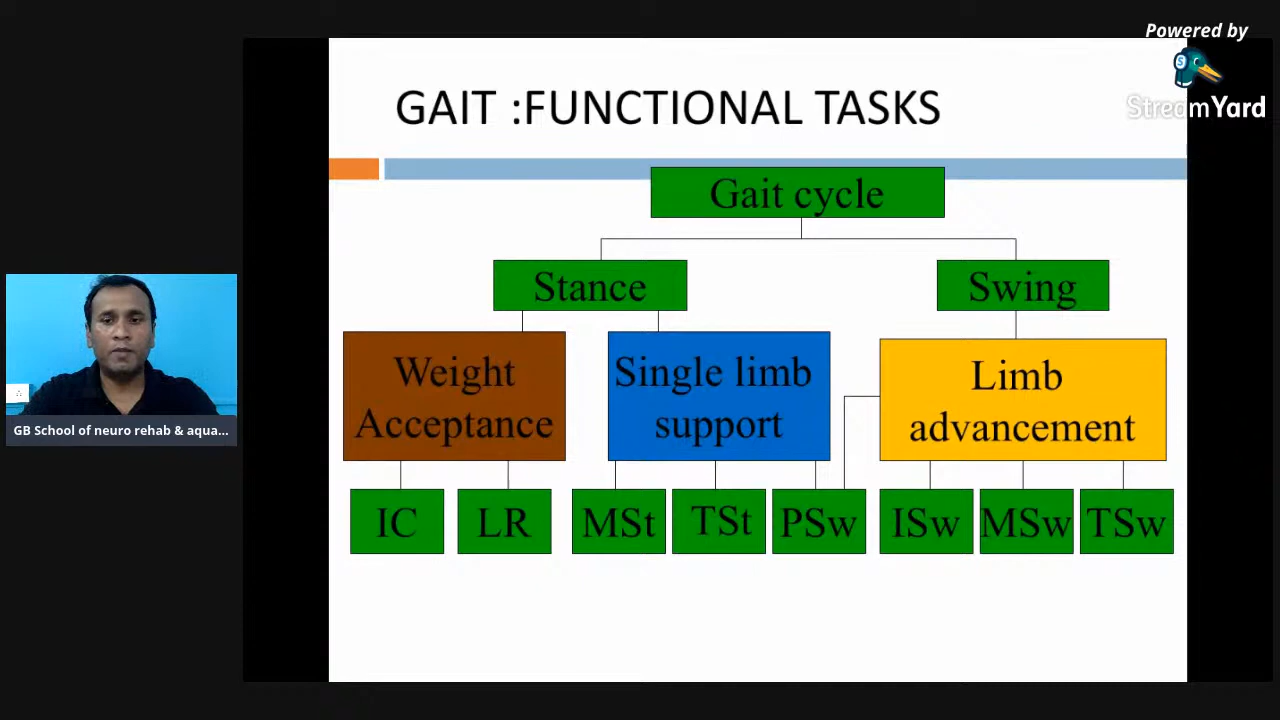 Powered by
StreamYard
GAIT :FUNCTIONAL TASKS
Gait cycle
Stance
Swing
Weight
Acceptance
Single limb
support
Limb
advancement
IC
LR
MSt
TSt
PSw
ISw
MSw
TSw
GB School of neuro rehab & aqua...